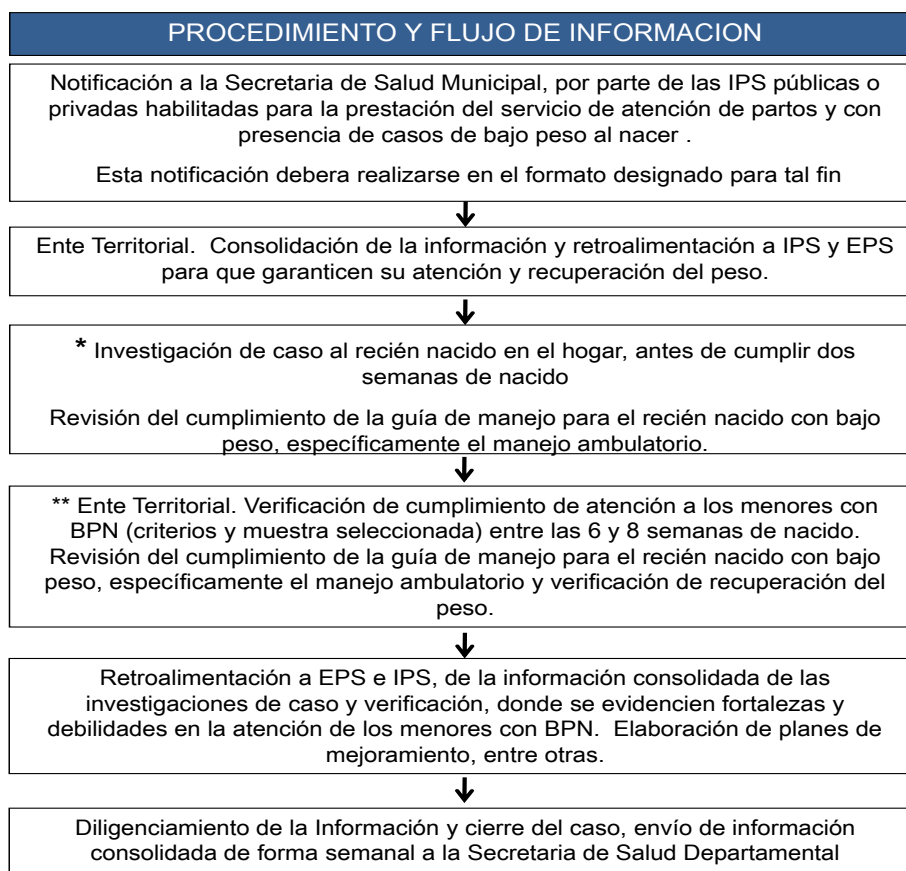 PROCEDIMIENTO Y FLUJO DE INFORMACION
Notificación a la Secretaria de Salud Municipal, por parte de las IPS públicas o
privadas habilitadas para la prestación del servicio de atención de partos y con
presencia de casos de bajo peso al nacer .
Esta notificación debera realizarse en el formato designado para tal fin
Ente Territorial. Consolidación de la información y retroalimentación a IPS y EPS
para que garanticen su atención y recuperación del peso.
* Investigación de caso al recién nacido en el hogar, antes de cumplir dos
semanas de nacido
Revisión del cumplimiento de la guía de manejo para el recién nacido con bajo
peso, específicamente el manejo ambulatorio.
** Ente Territorial. Verificación de cumplimiento de atención a los menores con
BPN (criterios y muestra seleccionada) entre las 6 y 8 semanas de nacido.
Revisión del cumplimiento de la guía de manejo para el recién nacido con bajo
peso, específicamente el manejo ambulatorio y verificación de recuperación del
peso.
Retroalimentación a EPS e IPS, de la información consolidada de las
investigaciones de caso y verificación, donde se evidencien fortalezas y
debilidades en la atención de los menores con BPN. Elaboración de planes de
mejoramiento, entre otras.
Diligenciamiento de la Información y cierre del caso, envío de información
consolidada de forma semanal a la Secretaria de Salud Departamental